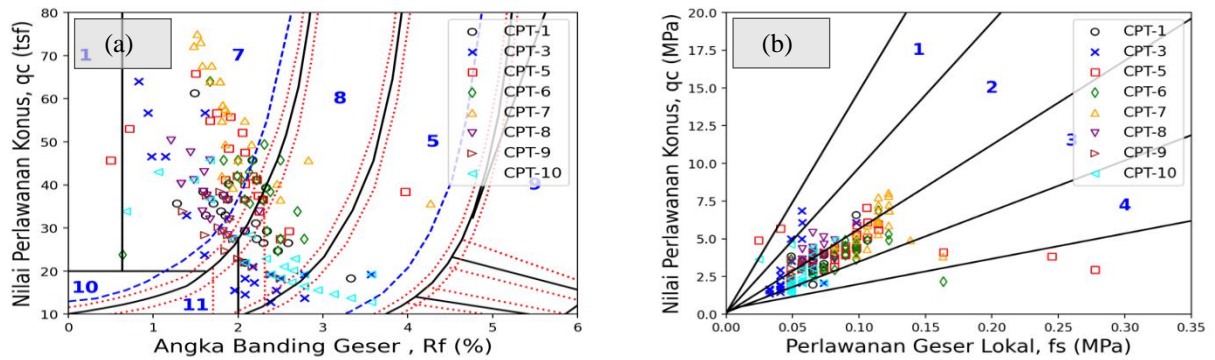 (a)
Nilai Perlawanan Konus, qc (tsf)
80
70
60
50
40
30
20
10
0
1
2
3
4
5
6
Angka Banding Geser , Rf (%)
1
7
8
5
9
10
11
CPT-1
CPT-3
CPT-5
CPT-6
CPT-7
CPT-8
CPT-9
CPT-10
(b)
Nilai Perlawanan Konus, qc (MPa)
20.0
17.5
15.0
12.5
10.0
7.5
5.0
2.5
0.0
0.00
0.05
0.10
0.15
0.20
0.25
0.30
0.35
Perlawanan Geser Lokal, fs (MPa)
1
2
3
4
CPT-1
CPT-3
CPT-5
CPT-6
CPT-7
CPT-8
CPT-9
CPT-10